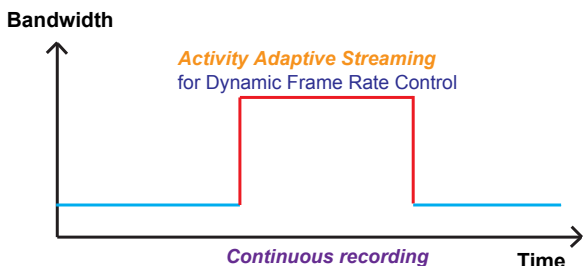 Bandwidth
Activity Adaptive Streaming
for Dynamic Frame Rate Control
Continuous recording
Time